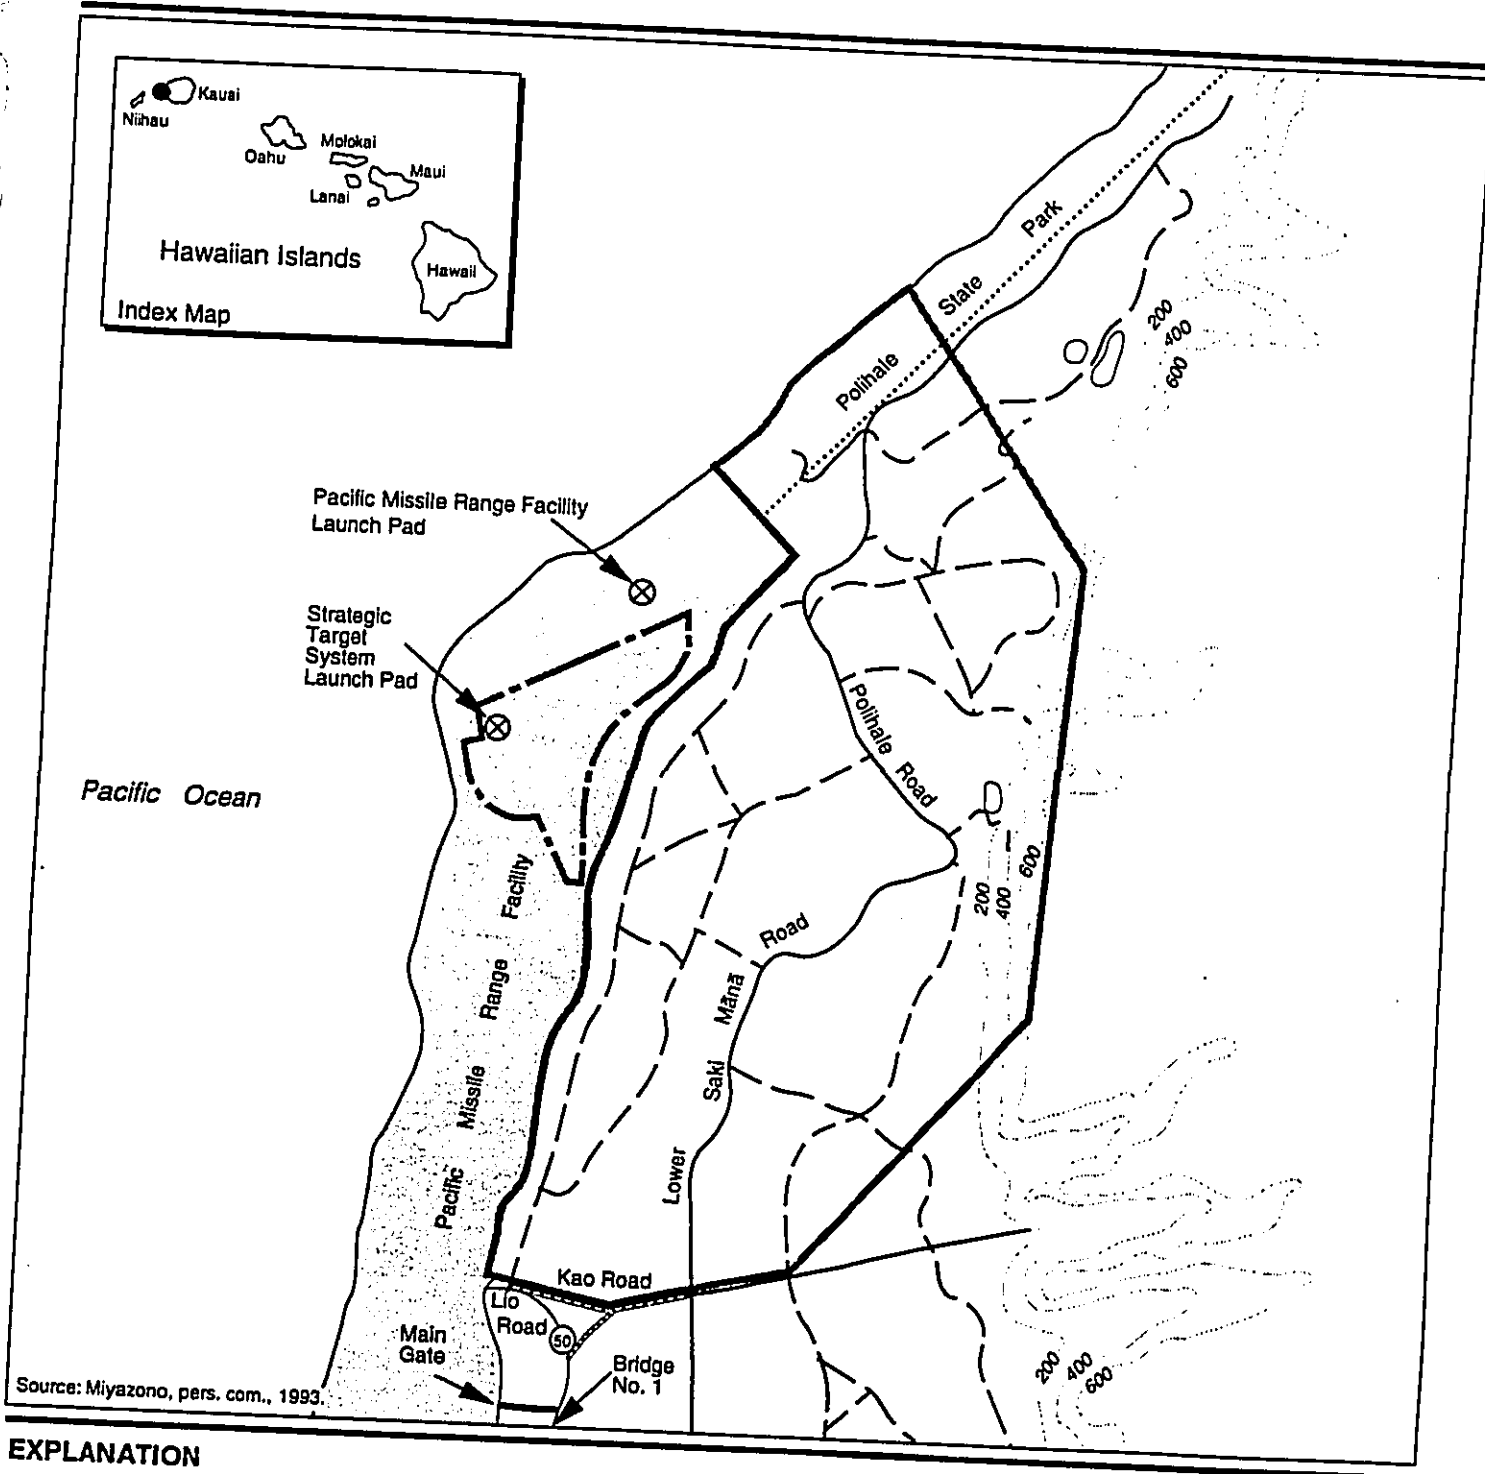 Kauai
Niihau
Oahu
Molokai
Maui
Lanai
Hawaii
Hawaiian Islands
Index Map
Polihale State Park
200
400
600
Pacific Missile Range Facility
Launch Pad
Strategic
Target
System
Launch Pad
Pacific Ocean
Polihale Road
200
400
600
Pacific Missile Range Facility
Lower Saki Mānā Road
Kao Road
Lio
Road
50
Main
Gate
Bridge
No. 1
200
400
600
Source: Miyazono, pers. com., 1993.
EXPLANATION